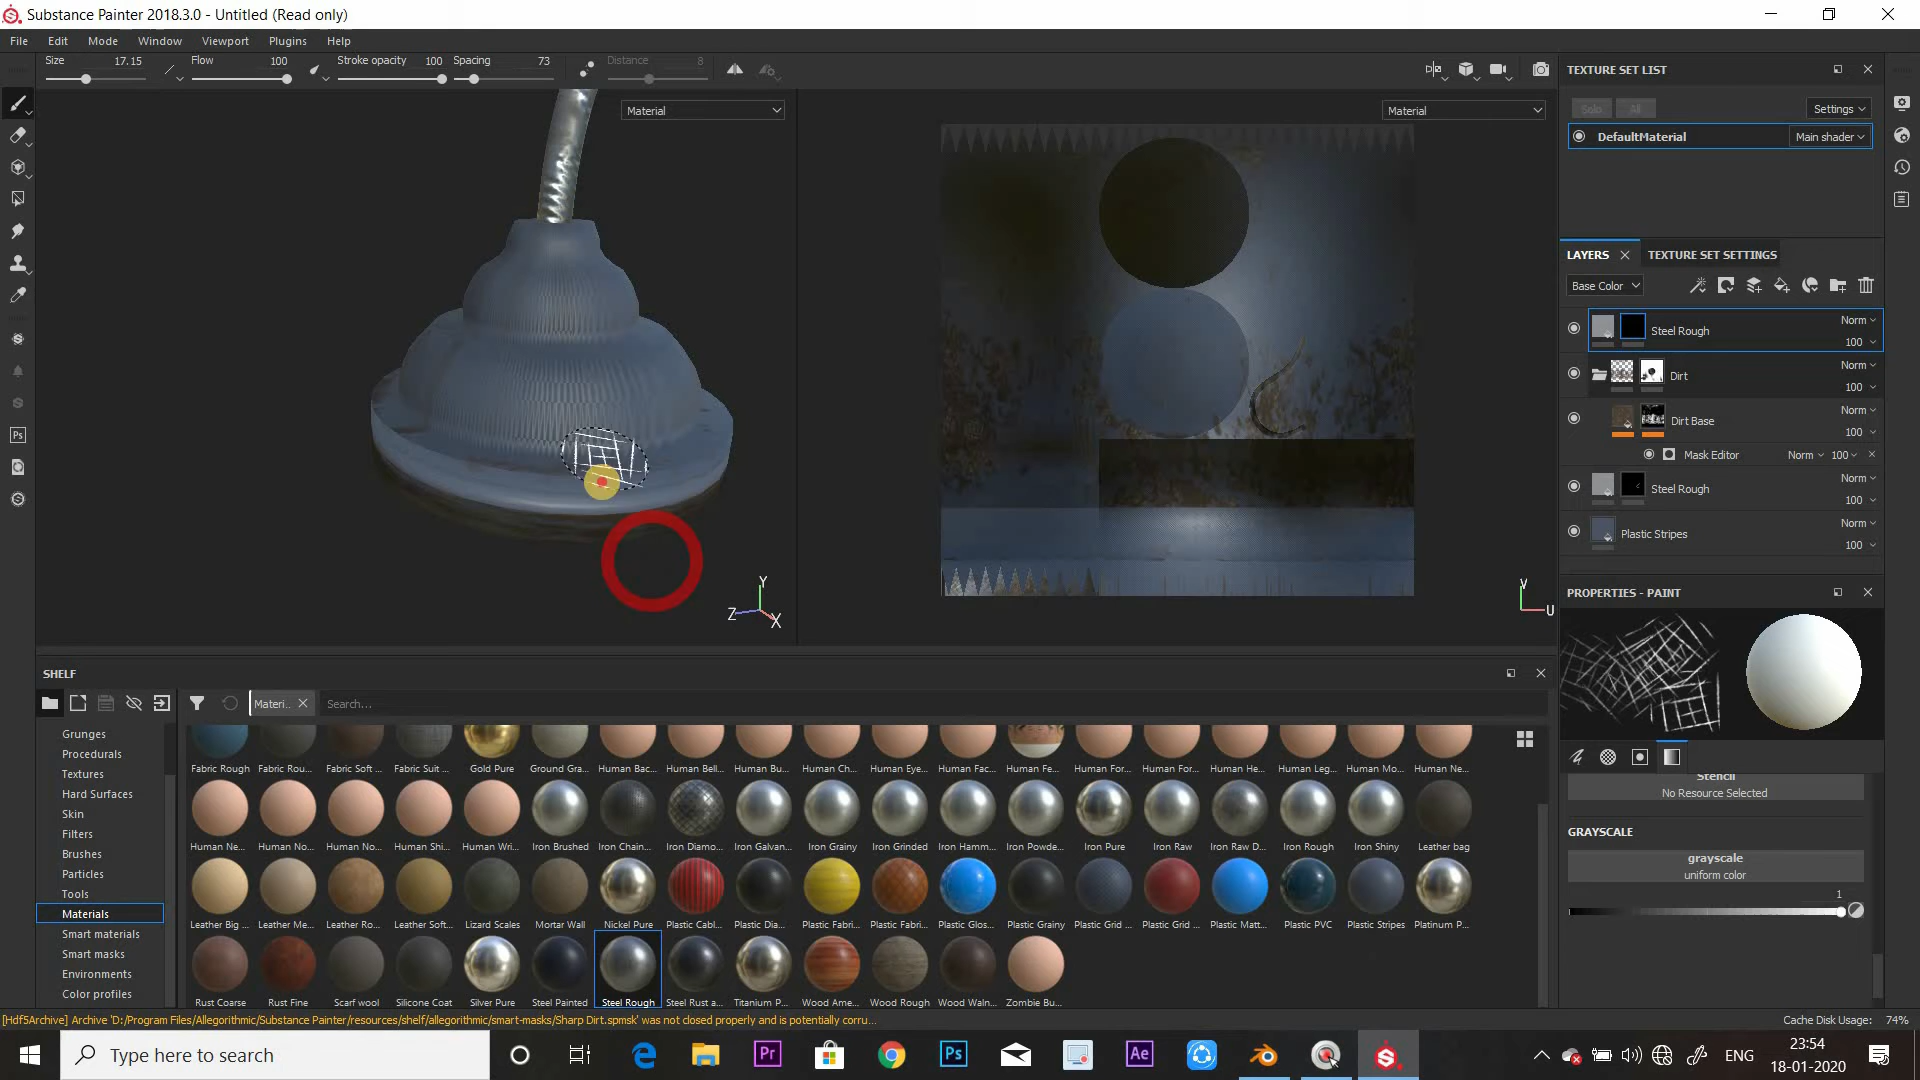 Substance Painter 2018.3.0 - Untitled (Read only)
File Edit Mode Window Viewport Plugins Help
Size 17.15 Flow 100 Stroke opacity 100 Spacing 73 Distance 8
Material
Material
TEXTURE SET LIST
Solo All Settings
DefaultMaterial Main shader
LAYERS TEXTURE SET SETTINGS
Base Color
Steel Rough Norm 100
Dirt Norm 100
Dirt Base Norm 100
Mask Editor Norm 100
Steel Rough Norm 100
Plastic Stripes Norm 100
Y
Z X
V
U
PROPERTIES - PAINT
Stencil
No Resource Selected
GRAYSCALE
grayscale
uniform color
1
SHELF
Materi.. Search...
Grunges
Procedurals
Textures
Hard Surfaces
Skin
Filters
Brushes
Particles
Tools
Materials
Smart materials
Smart masks
Environments
Color profiles
Fabric Rough Fabric Rou... Fabric Soft ... Fabric Suit ... Gold Pure Ground Gra... Human Bac... Human Bell... Human Bu... Human Ch... Human Eye... Human Fac... Human Fe... Human For... Human For... Human He... Human Leg... Human Mo... Human Ne...
Human Ne... Human No... Human No... Human Shi... Human Wri... Iron Brushed Iron Chain... Iron Diamo... Iron Galvan... Iron Grainy Iron Grinded Iron Hamm... Iron Powde... Iron Pure Iron Raw Iron Raw D... Iron Rough Iron Shiny Leather bag
Leather Big ... Leather Me... Leather Ro... Leather Soft... Lizard Scales Mortar Wall Nickel Pure Plastic Cabl... Plastic Dia... Plastic Fabri... Plastic Fabri... Plastic Glos... Plastic Grainy Plastic Grid ... Plastic Grid ... Plastic Matt... Plastic PVC Plastic Stripes Platinum P...
Rust Coarse Rust Fine Scarf wool Silicone Coat Silver Pure Steel Painted Steel Rough Steel Rust a... Titanium P... Wood Ame... Wood Rough Wood Waln... Zombie Bu...
[Hdf5Archive] Archive 'D:/Program Files/Allegorithmic/Substance Painter/resources/shelf/allegorithmic/smart-masks/Sharp Dirt.spmsk' was not closed properly and is potentially corru...
Cache Disk Usage: 74%
Type here to search
Pr Ps Ae
ENG
23:54
18-01-2020